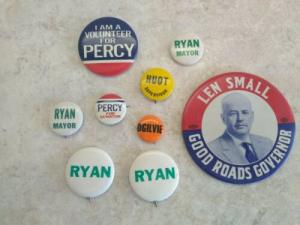 I AM A
VOLUNTEER
FOR
PERCY
RYAN
MAYOR
HUOT
RYAN
MAYOR
PERCY
FOR
OGILVIE
LEN SMALL
GOOD ROADS GOVERNOR
RYAN
RYAN